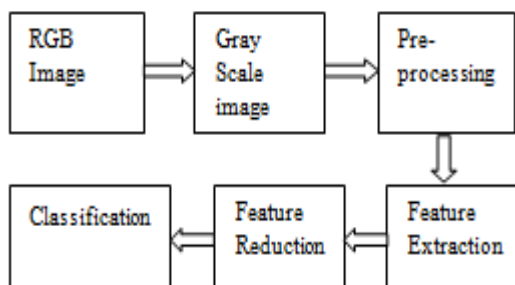 RGB
Image
Gray
Scale
image
Pre-
processing
Feature
Extraction
Feature
Reduction
Classification